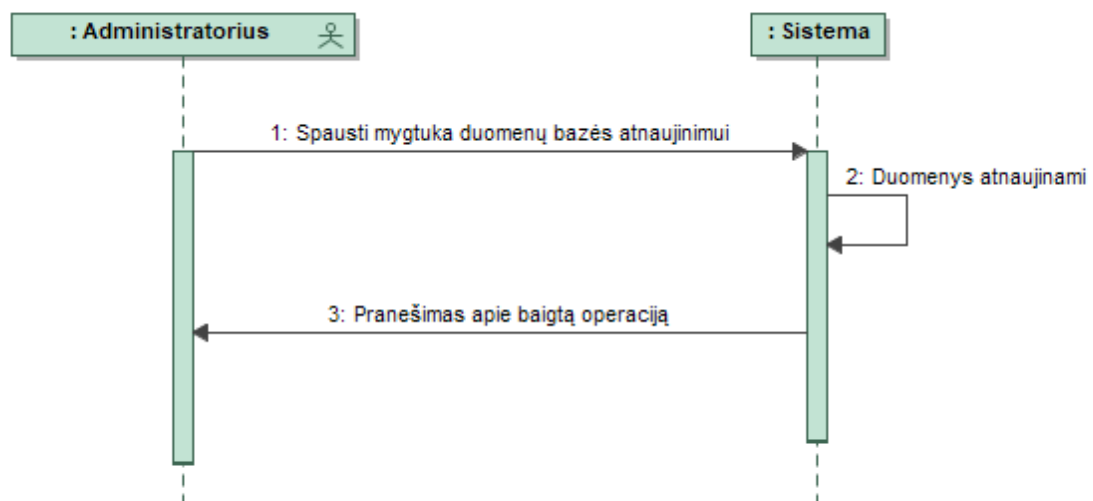 : Administratorius
: Sistema
1: Spausti mygtuka duomenų bazės atnaujinimui
2: Duomenys atnaujinami
3: Pranešimas apie baigtą operaciją